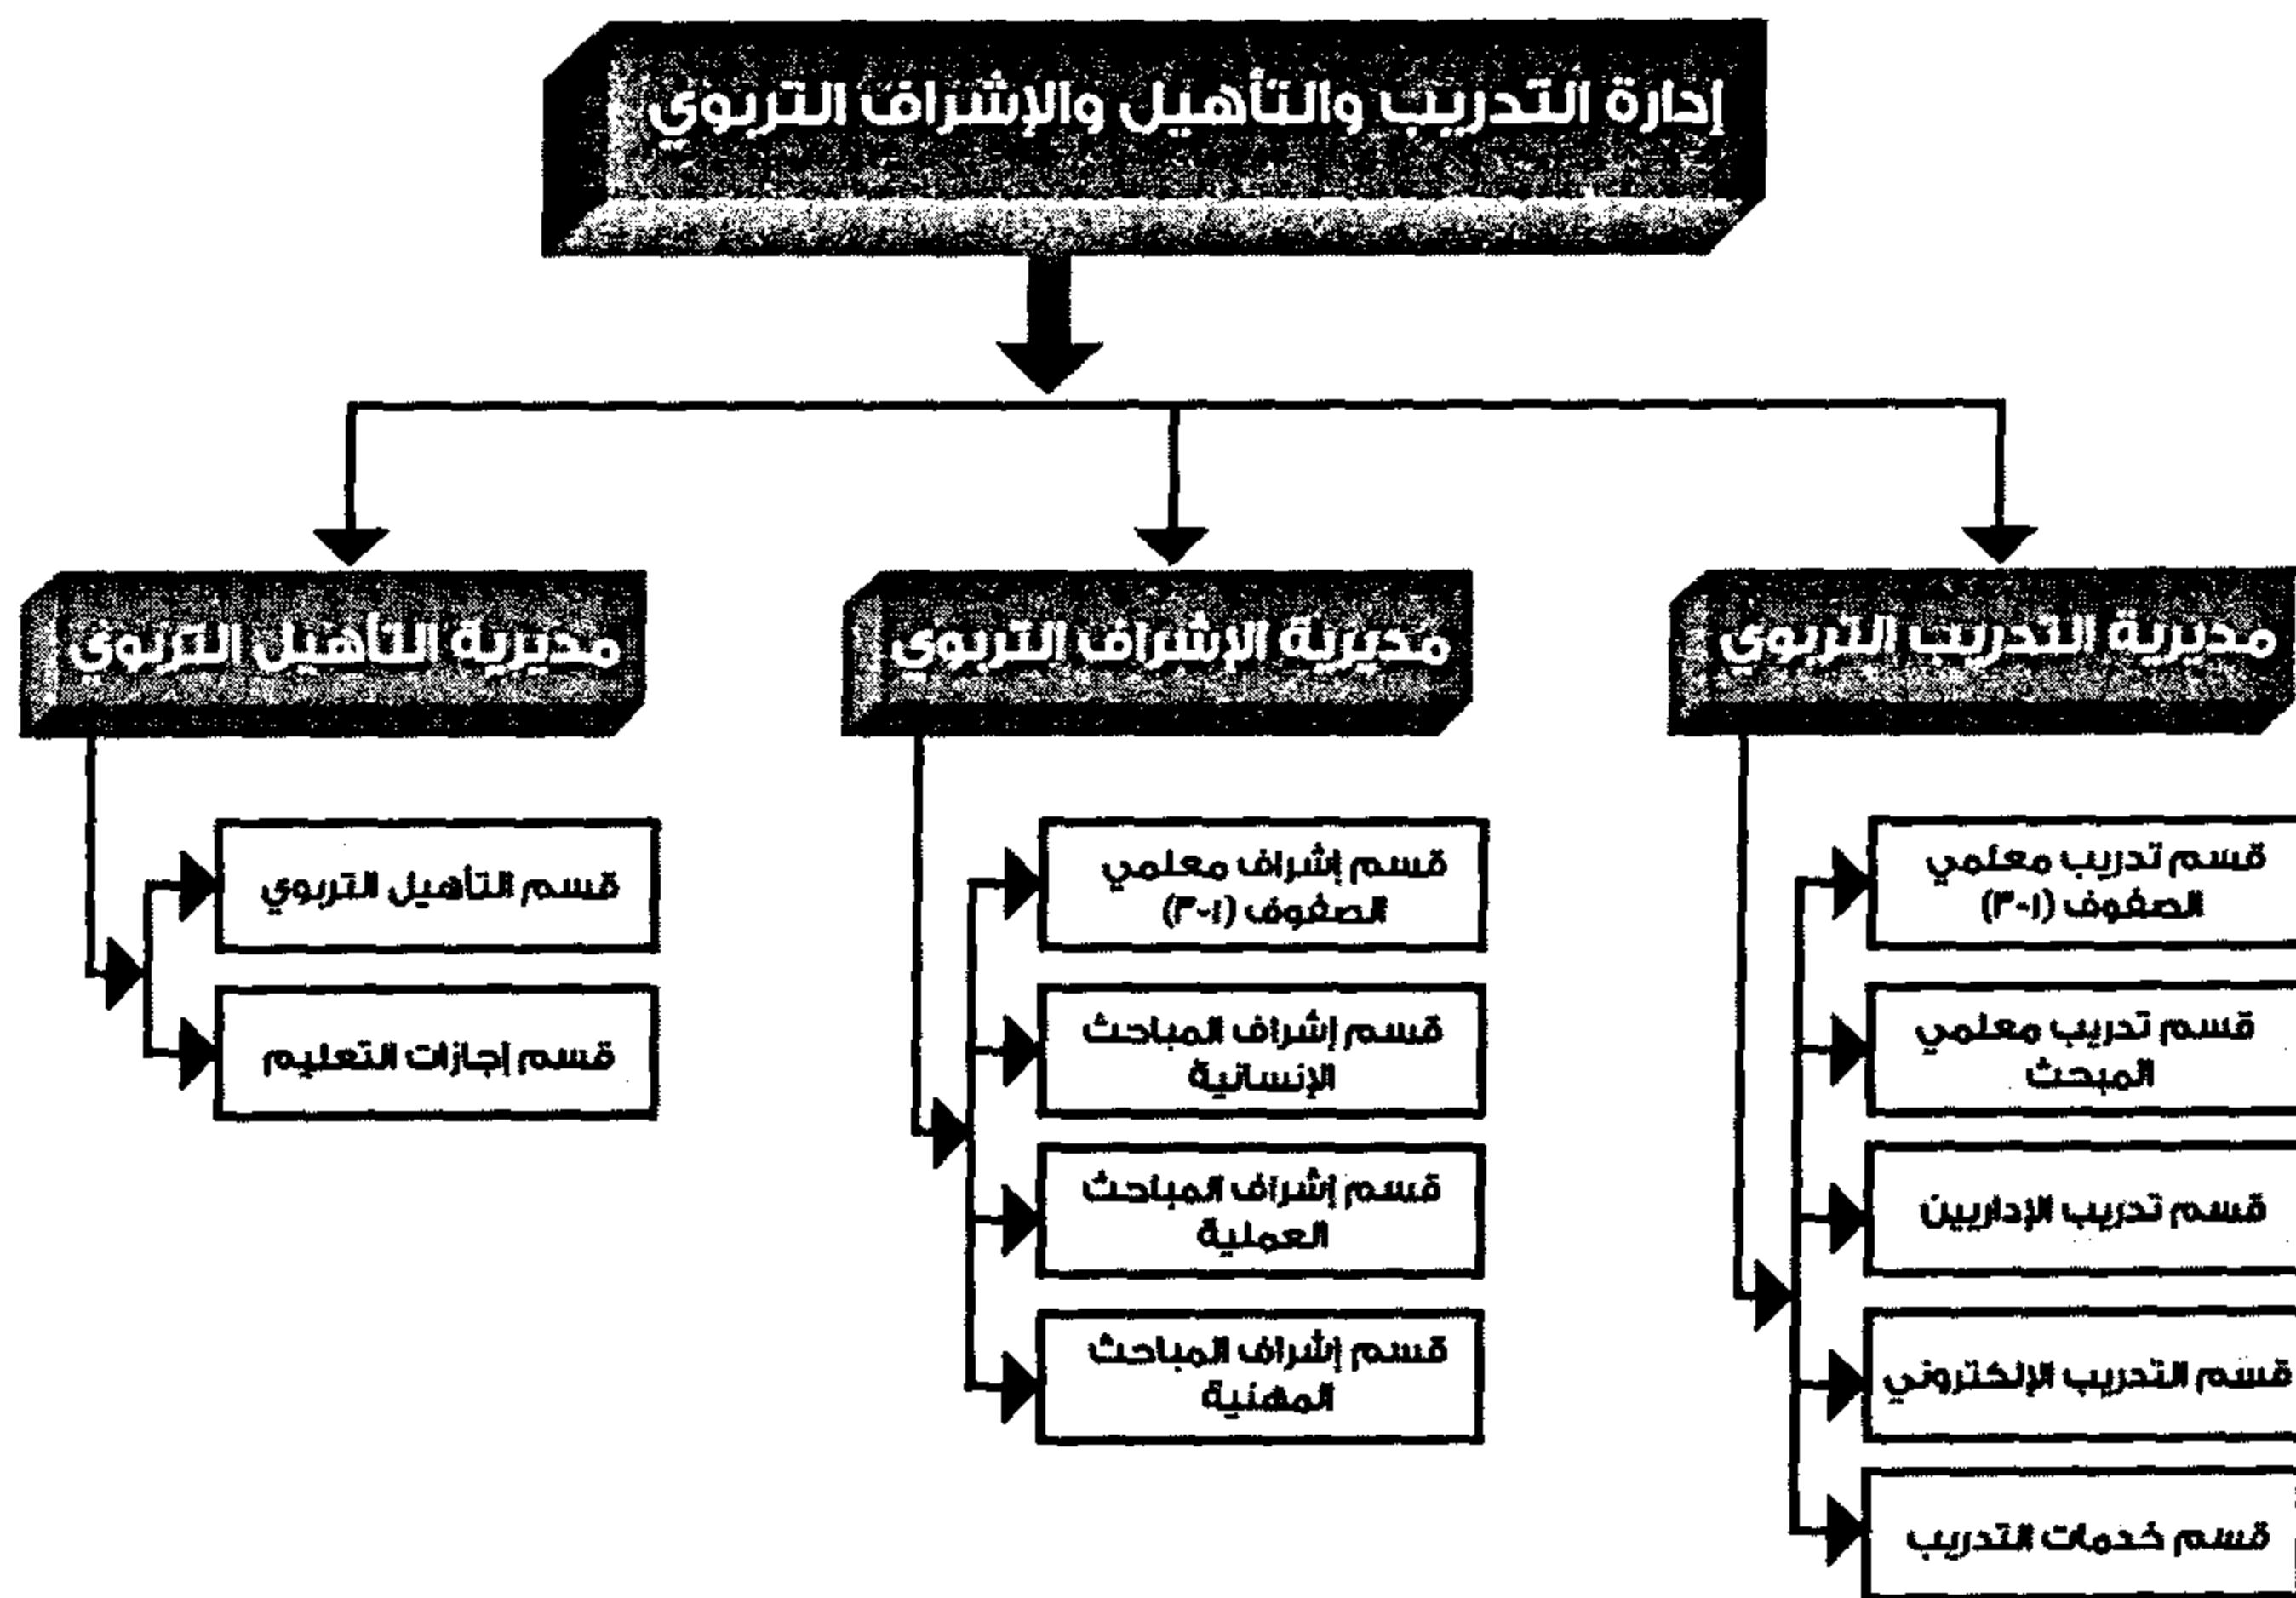 إدارة التدريب والتأهيل والإشراف التربوي
مديرية التدريب التربوي
قسم تدريب معلمي
الصفوف (١-٣)
قسم تدريب معلمي
المبحث
قسم تدريب الإداريين
قسم التدريب الإلكتروني
قسم خدمات التدريب
مديرية الإشراف التربوي
قسم إشراف معلمي
الصفوف (١-٣)
قسم إشراف المباحث
الإنسانية
قسم إشراف المباحث
العملية
قسم إشراف المباحث
المهنية
مديرية التأهيل التربوي
قسم التأهيل التربوي
قسم إجازات التعليم